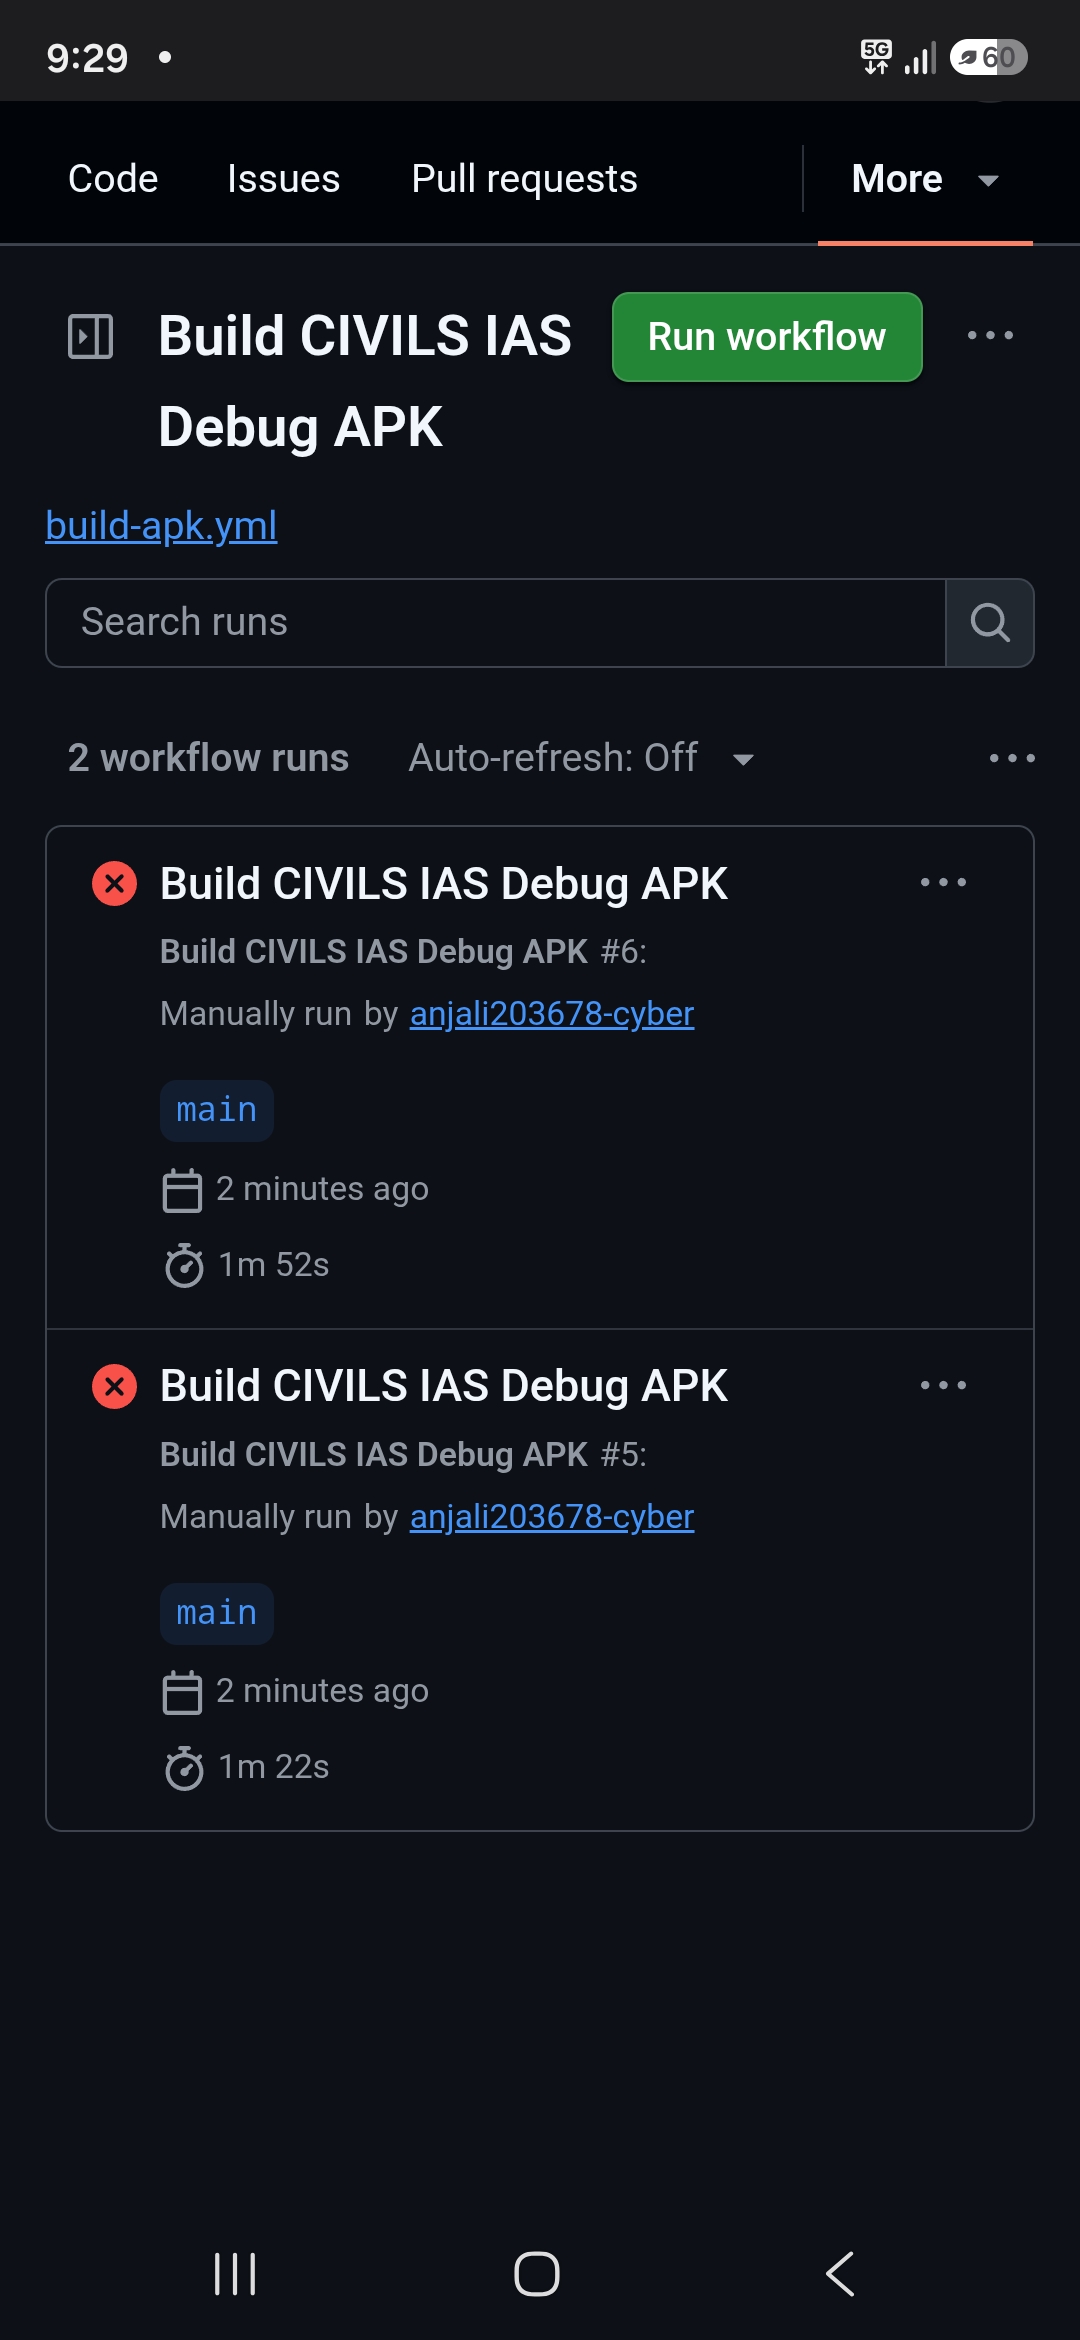 9:29
5G
60
Code Issues Pull requests More
Build CIVILS IAS Debug APK
Run workflow
build-apk.yml
Search runs
2 workflow runs Auto-refresh: Off
Build CIVILS IAS Debug APK
Build CIVILS IAS Debug APK #6:
Manually run by anjali203678-cyber
main
2 minutes ago
1m 52s
Build CIVILS IAS Debug APK
Build CIVILS IAS Debug APK #5:
Manually run by anjali203678-cyber
main
2 minutes ago
1m 22s